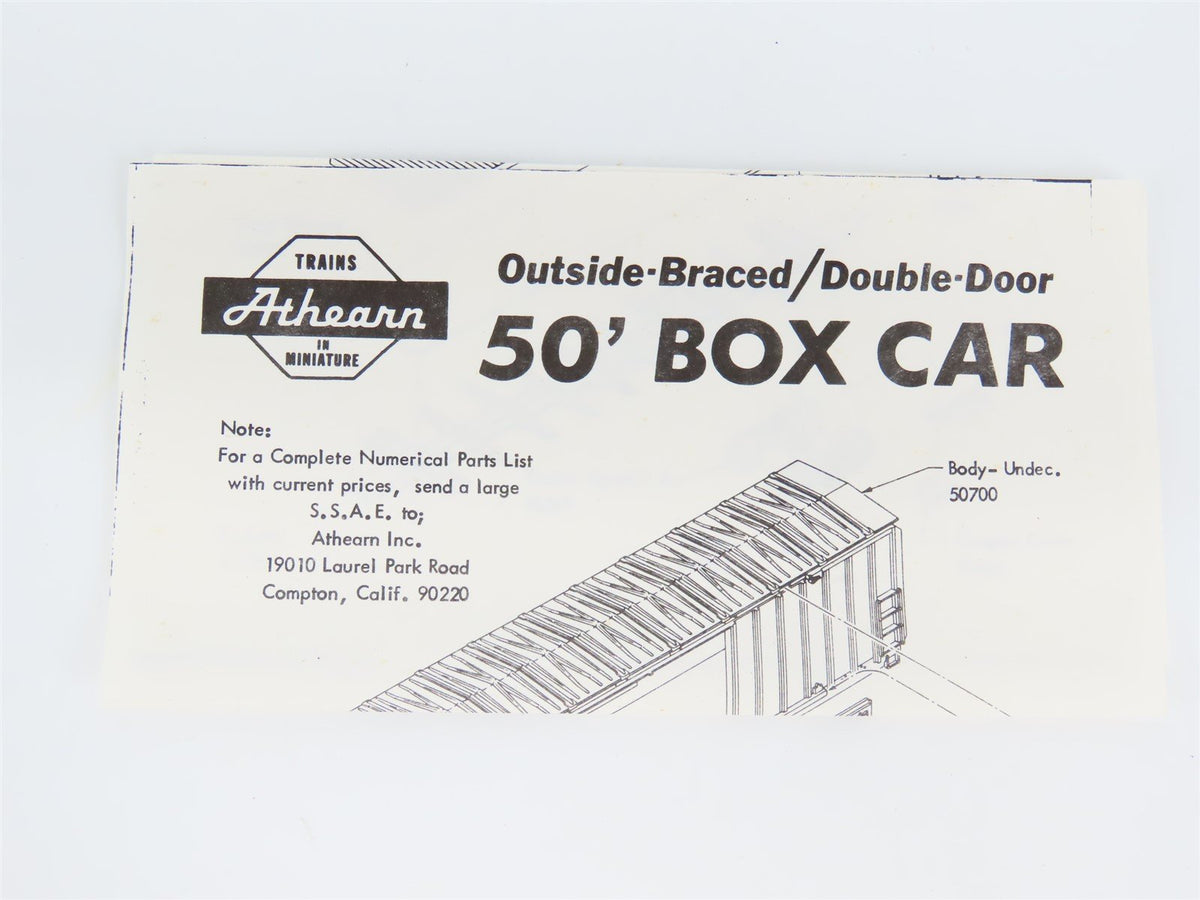 TRAINS
Athearn
IN
MINIATURE
Outside-Braced/Double-Door
50' BOX CAR
Note:
For a Complete Numerical Parts List
with current prices, send a large
S.S.A.E. to;
Athearn Inc.
19010 Laurel Park Road
Compton, Calif. 90220
Body- Undec.
50700